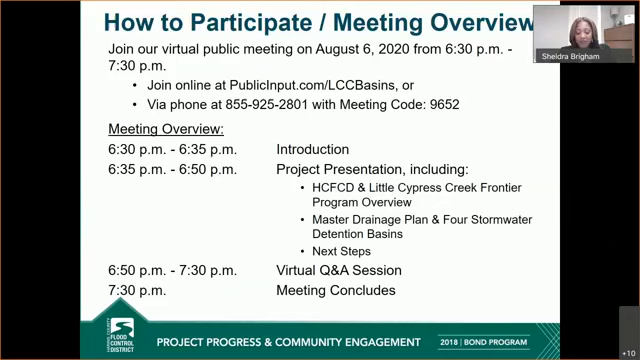 How to Participate / Meeting Overview
Sheldra Brigham
Join our virtual public meeting on August 6, 2020 from 6:30 p.m. -
7:30 p.m.
• Join online at PublicInput.com/LCCBasins, or
• Via phone at 855-925-2801 with Meeting Code: 9652
Meeting Overview:
6:30 p.m. - 6:35 p.m. Introduction
6:35 p.m. - 6:50 p.m. Project Presentation, including:
• HCFCD & Little Cypress Creek Frontier
Program Overview
• Master Drainage Plan & Four Stormwater
Detention Basins
• Next Steps
6:50 p.m. - 7:30 p.m. Virtual Q&A Session
7:30 p.m. Meeting Concludes
HARRIS COUNTY
FLOOD
CONTROL
DISTRICT
PROJECT PROGRESS & COMMUNITY ENGAGEMENT
2018 | BOND PROGRAM
+10